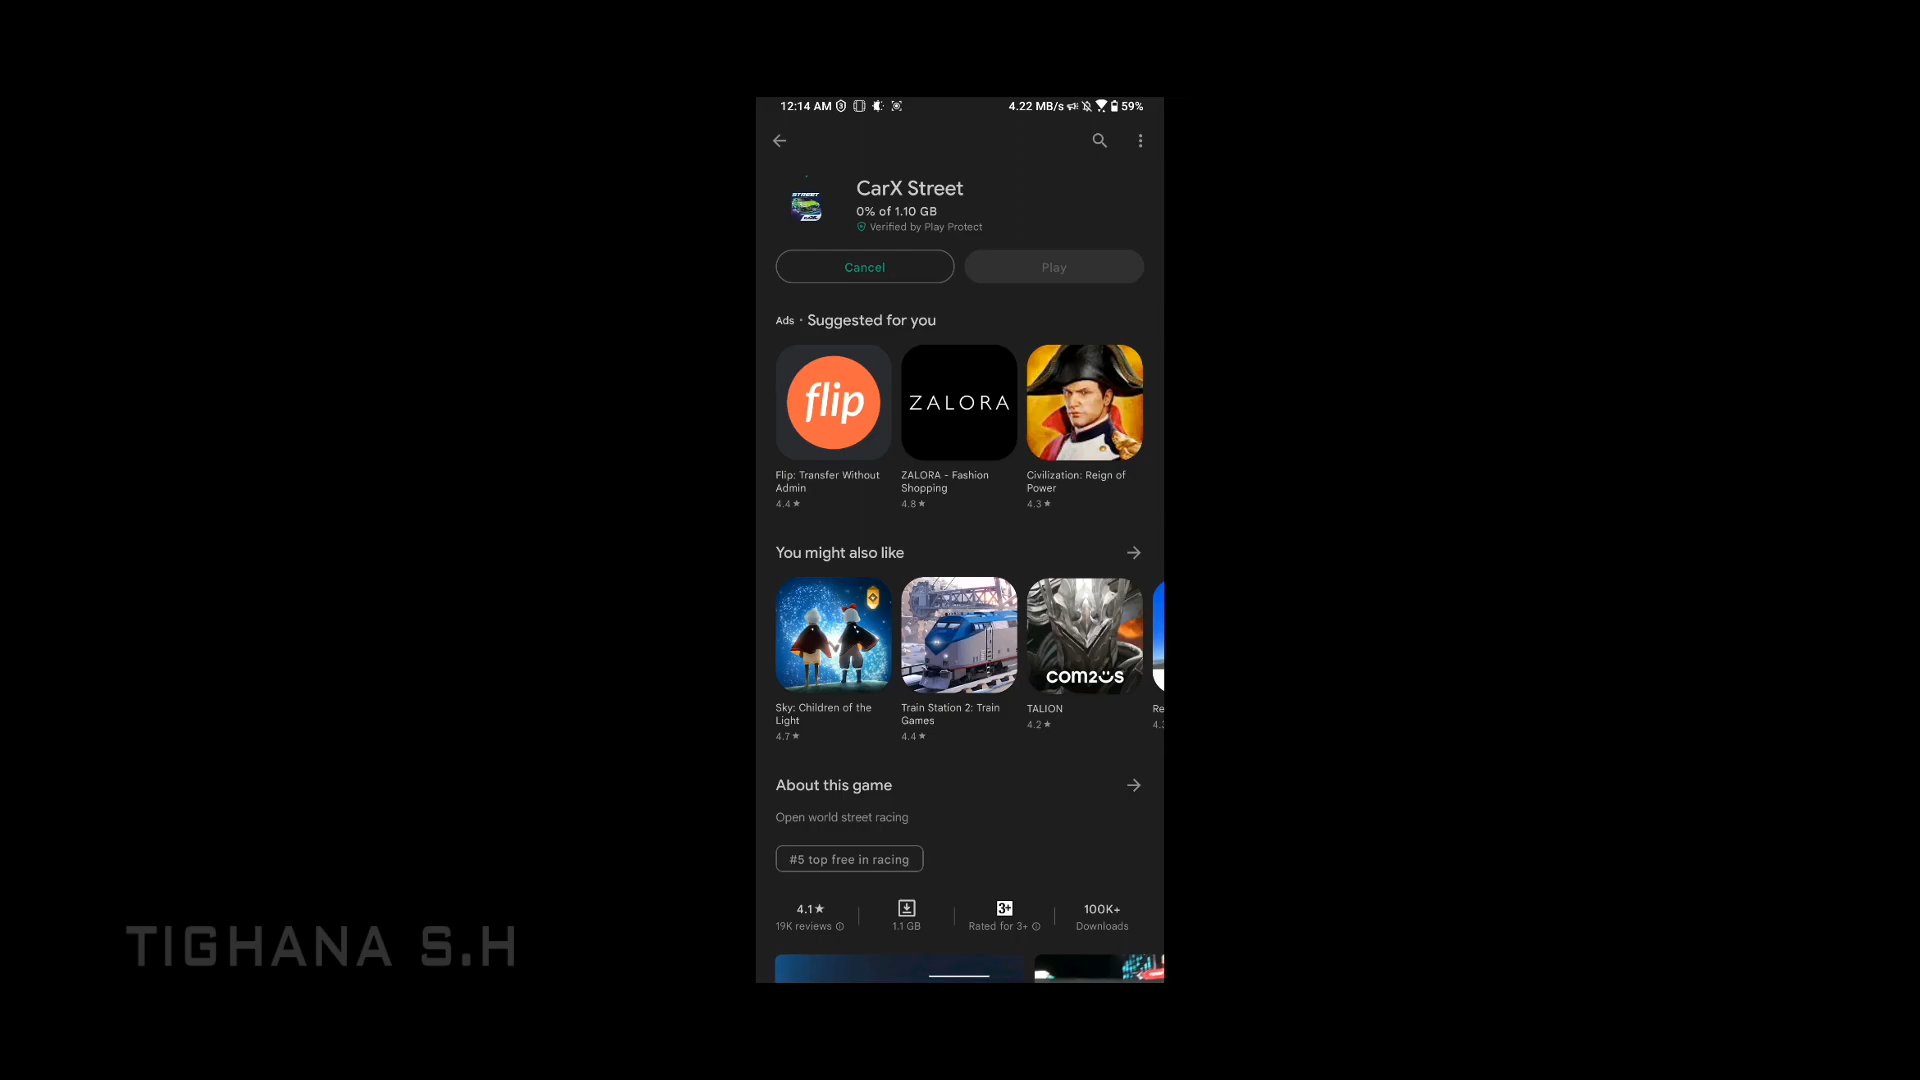 12:14 AM
4.22 MB/s
59%
STREET
CarX Street
0% of 1.10 GB
Verified by Play Protect
Cancel
Play
Ads · Suggested for you
flip
ZALORA
Flip: Transfer Without
Admin
4.4★
ZALORA - Fashion
Shopping
4.8★
Civilization: Reign of
Power
4.3★
You might also like
COM2US
Sky: Children of the
Light
4.7★
Train Station 2: Train
Games
4.4★
TALION
4.2★
Re
About this game
Open world street racing
#5 top free in racing
4.1★
19K reviews
1.1 GB
3+
Rated for 3+
100K+
Downloads
TIGHANA S.H